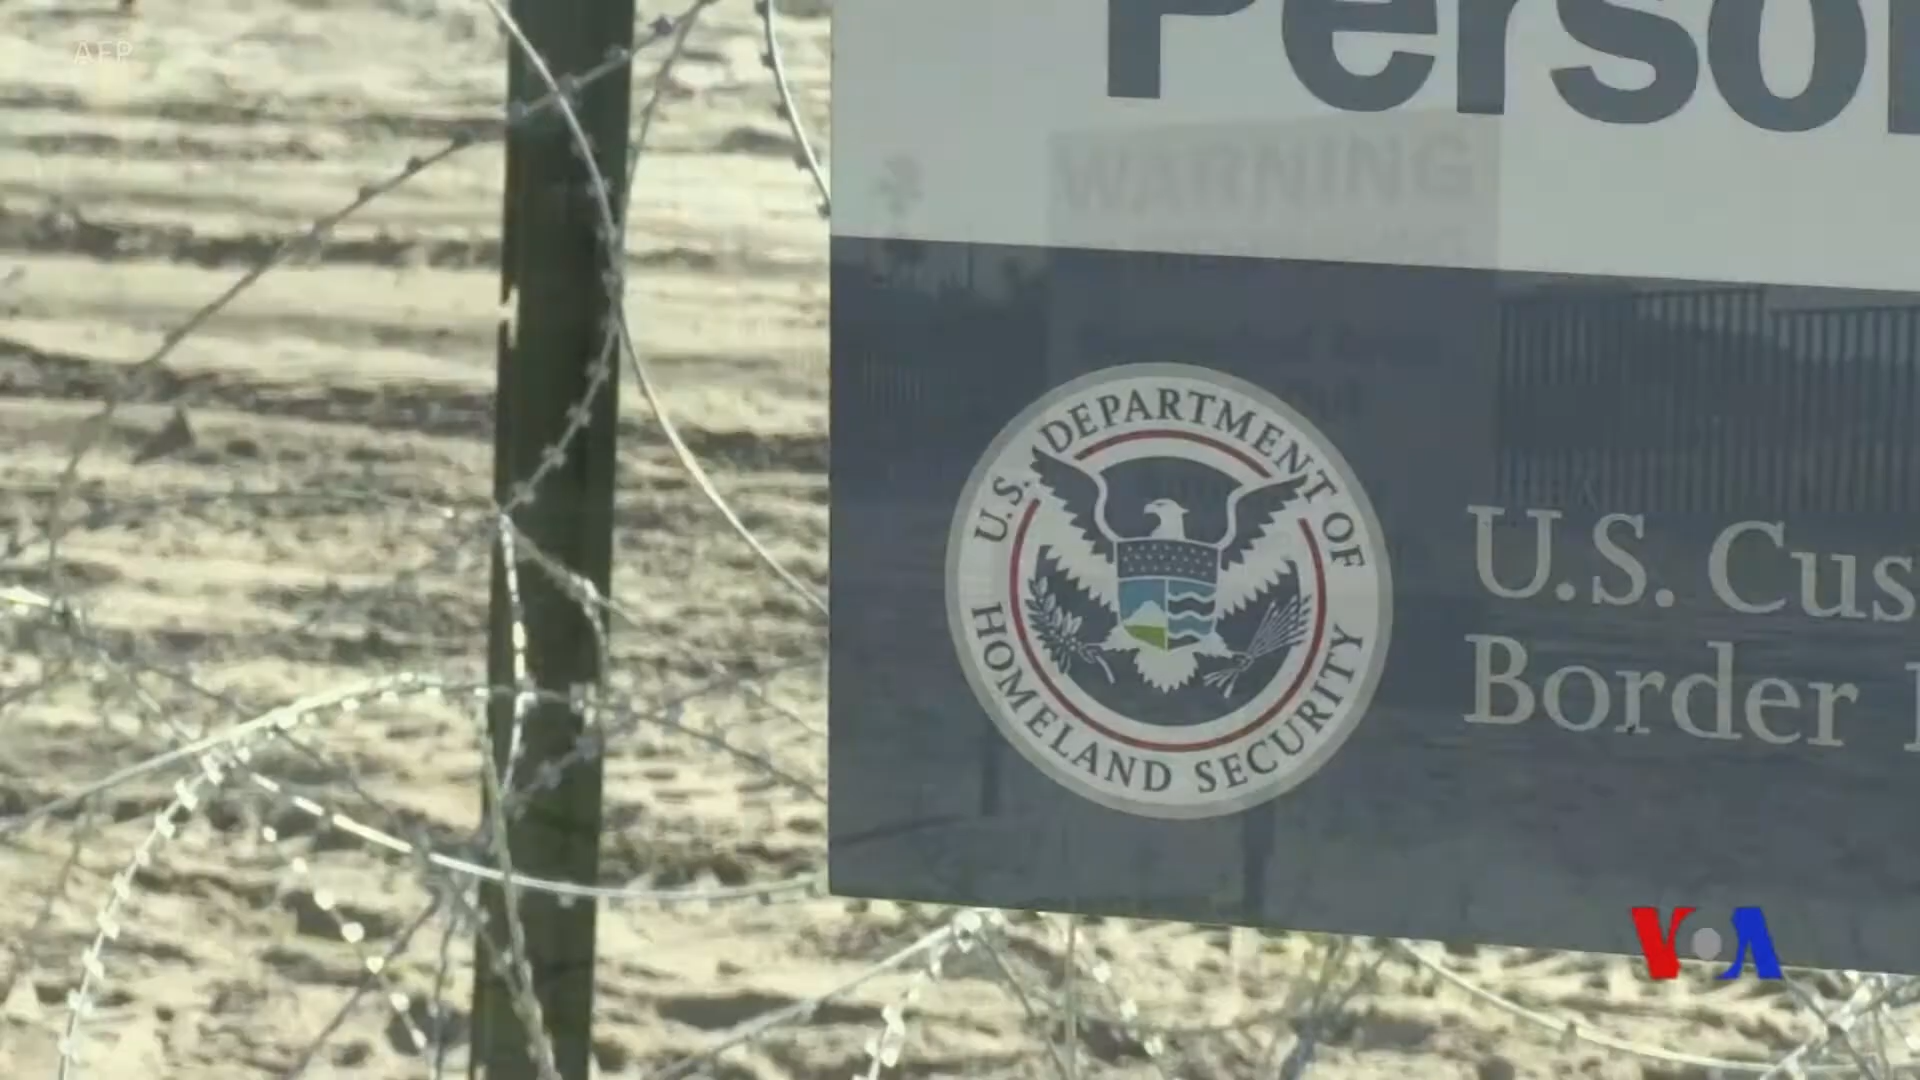 AFP
Perso
WARNING
U.S. DEPARTMENT OF
HOMELAND SECURITY
U.S. Cus
Border
VOA